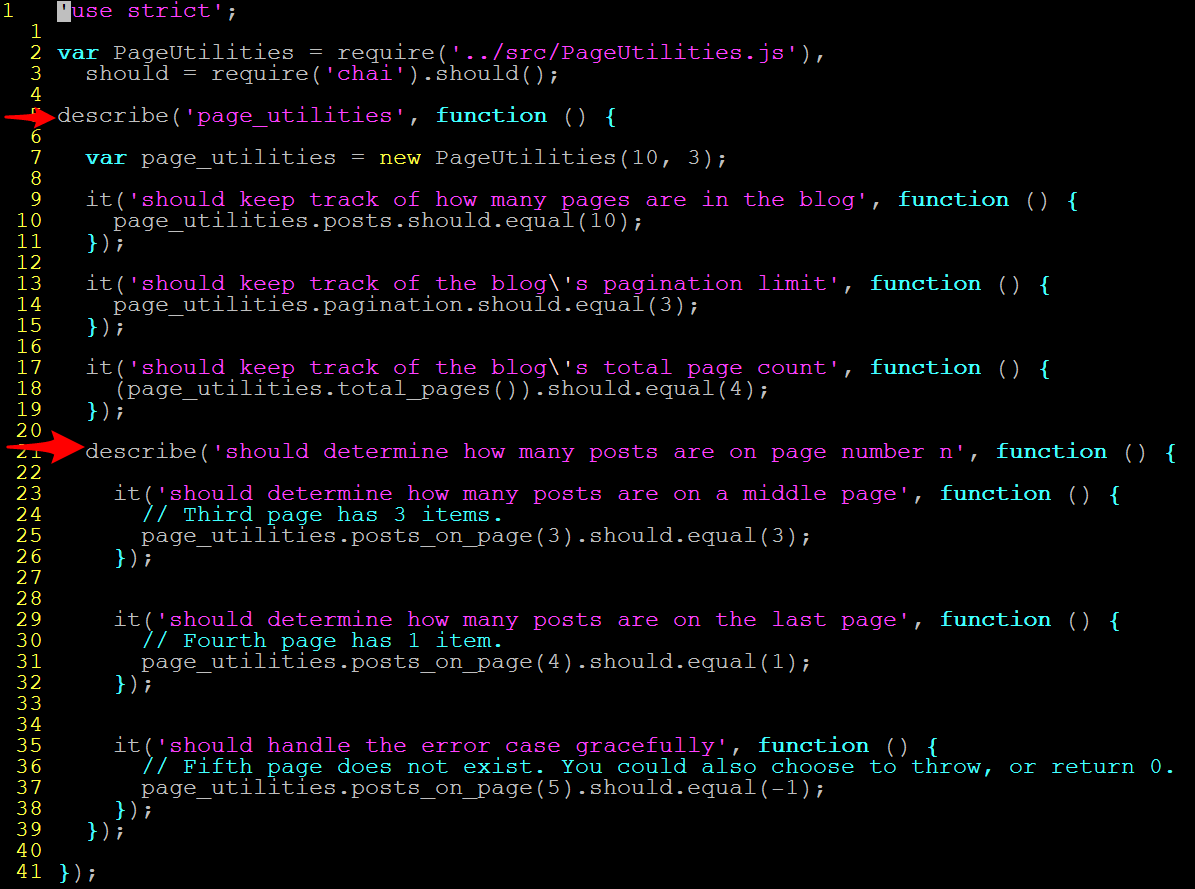 1   'use strict';
  1
  2 var PageUtilities = require('../src/PageUtilities.js'),
  3   should = require('chai').should();
  4
  5 describe('page_utilities', function () {
  6
  7   var page_utilities = new PageUtilities(10, 3);
  8
  9   it('should keep track of how many pages are in the blog', function () {
 10     page_utilities.posts.should.equal(10);
 11   });
 12
 13   it('should keep track of the blog\'s pagination limit', function () {
 14     page_utilities.pagination.should.equal(3);
 15   });
 16
 17   it('should keep track of the blog\'s total page count', function () {
 18     (page_utilities.total_pages()).should.equal(4);
 19   });
 20
 21   describe('should determine how many posts are on page number n', function () {
 22
 23     it('should determine how many posts are on a middle page', function () {
 24       // Third page has 3 items.
 25       page_utilities.posts_on_page(3).should.equal(3);
 26     });
 27
 28
 29     it('should determine how many posts are on the last page', function () {
 30       // Fourth page has 1 item.
 31       page_utilities.posts_on_page(4).should.equal(1);
 32     });
 33
 34
 35     it('should handle the error case gracefully', function () {
 36       // Fifth page does not exist. You could also choose to throw, or return 0.
 37       page_utilities.posts_on_page(5).should.equal(-1);
 38     });
 39   });
 40
 41 });